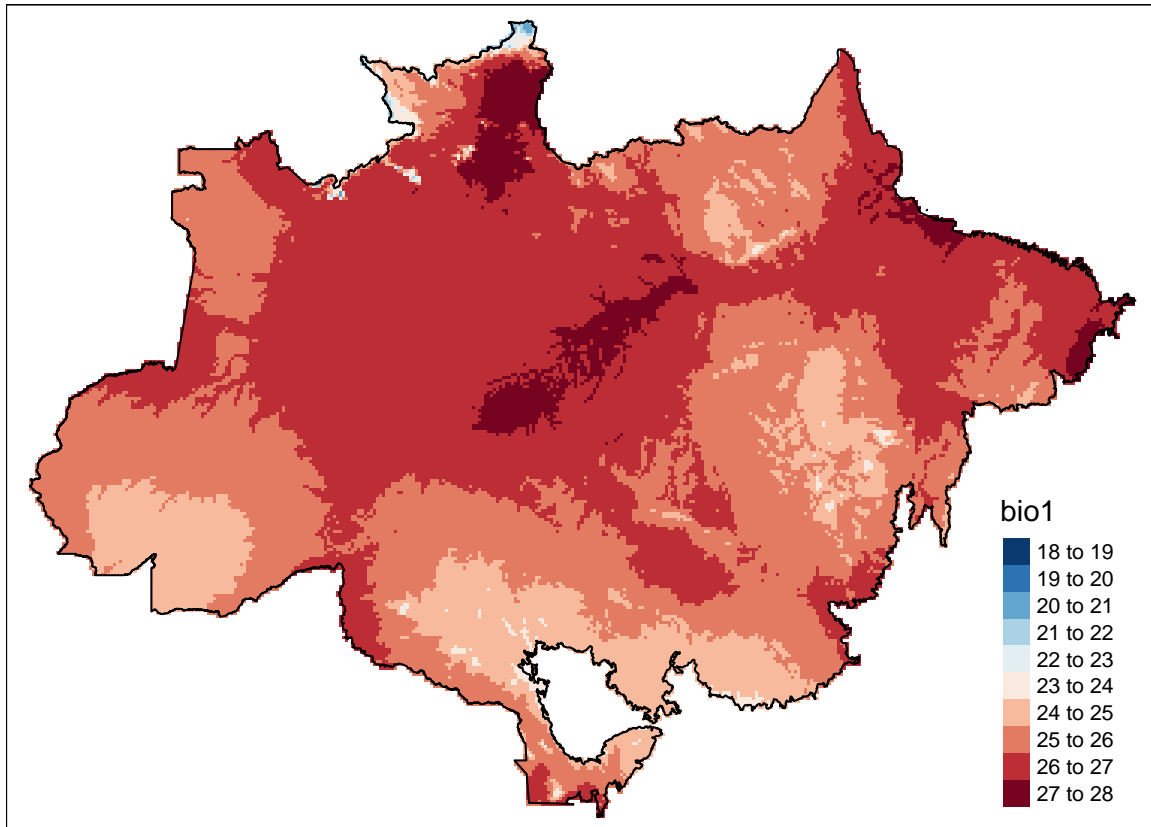 bio1
18 to 19
19 to 20
20 to 21
21 to 22
22 to 23
23 to 24
24 to 25
25 to 26
26 to 27
27 to 28